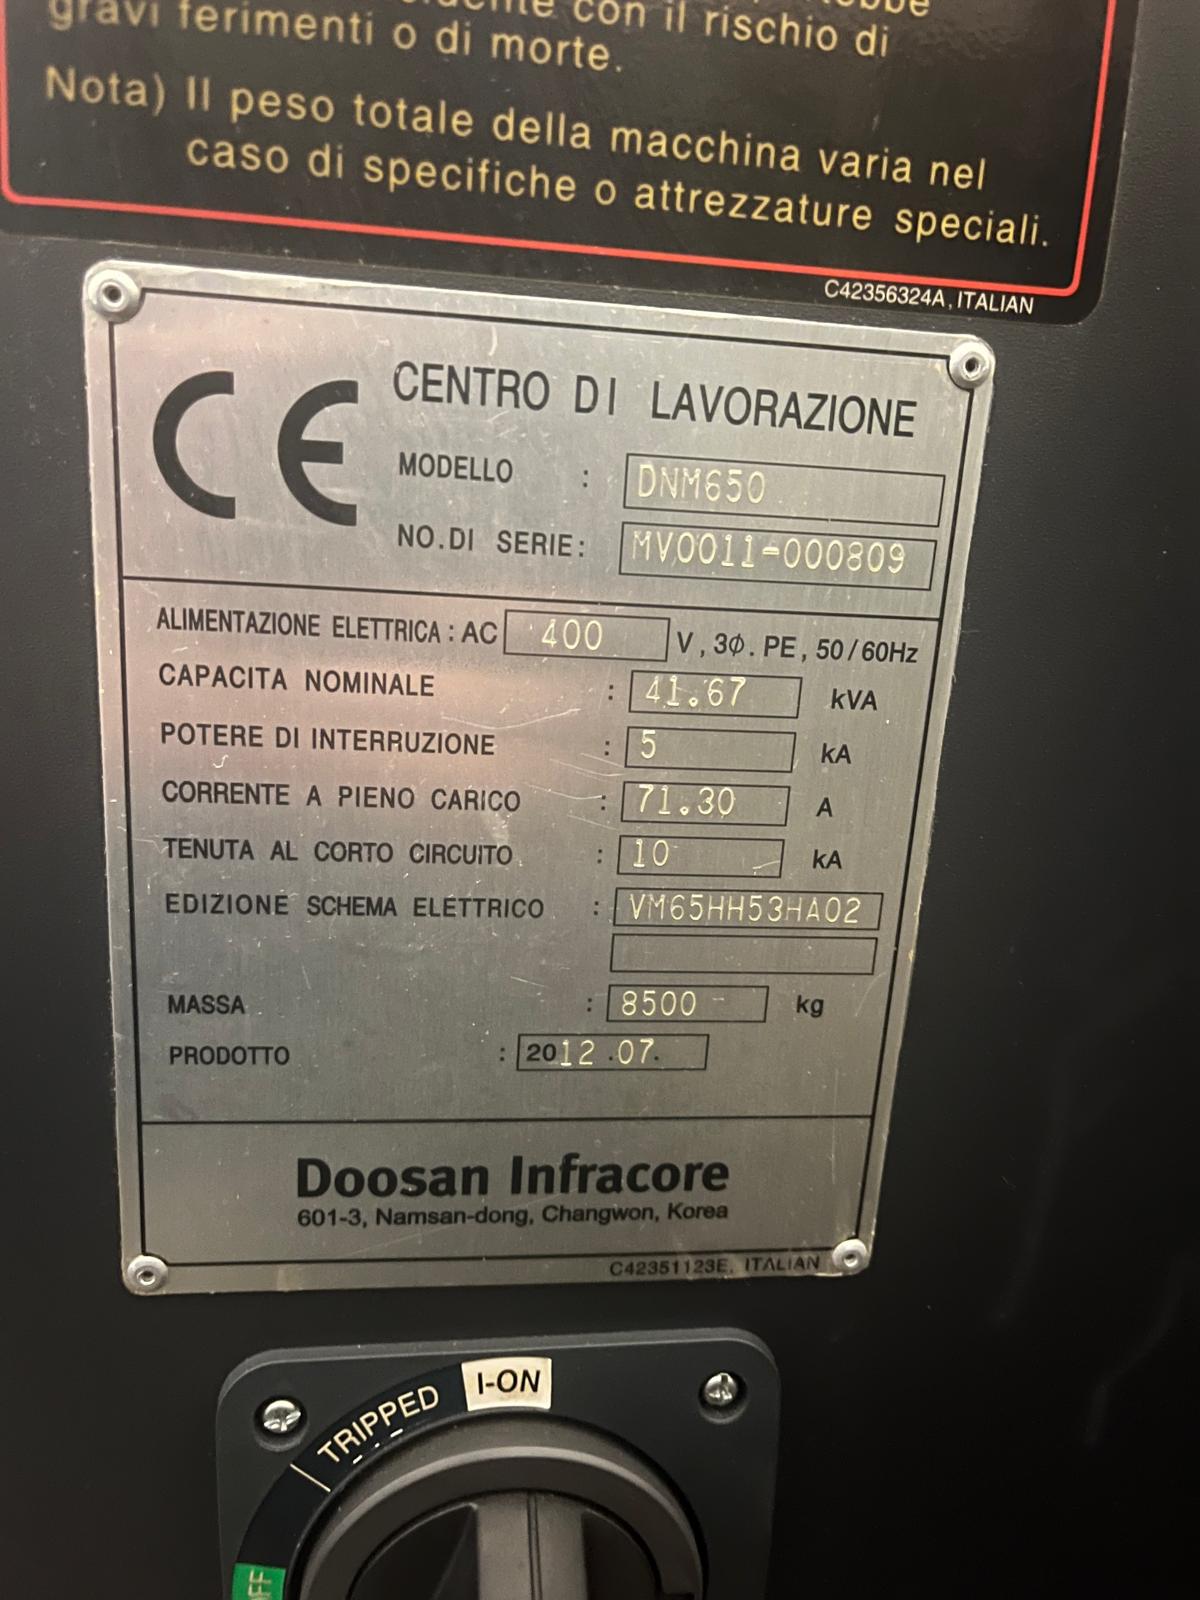 con il rischio di
gravi ferimenti o di morte.
Nota) Il peso totale della macchina varia nel
caso di specifiche o attrezzature speciali.
C42356324A, ITALIAN
CE
CENTRO DI LAVORAZIONE
MODELLO : DNM650
NO.DI SERIE: MV0011-000809
ALIMENTAZIONE ELETTRICA : AC 400 V, 3Φ. PE, 50/60Hz
CAPACITA NOMINALE : 41.67 kVA
POTERE DI INTERRUZIONE : 5 kA
CORRENTE A PIENO CARICO : 71.30 A
TENUTA AL CORTO CIRCUITO : 10 kA
EDIZIONE SCHEMA ELETTRICO : VM65HH53HA02
MASSA : 8500 kg
PRODOTTO : 2012.07.
Doosan Infracore
601-3, Namsan-dong, Changwon, Korea
C42351123E, ITALIAN
I-ON
TRIPPED